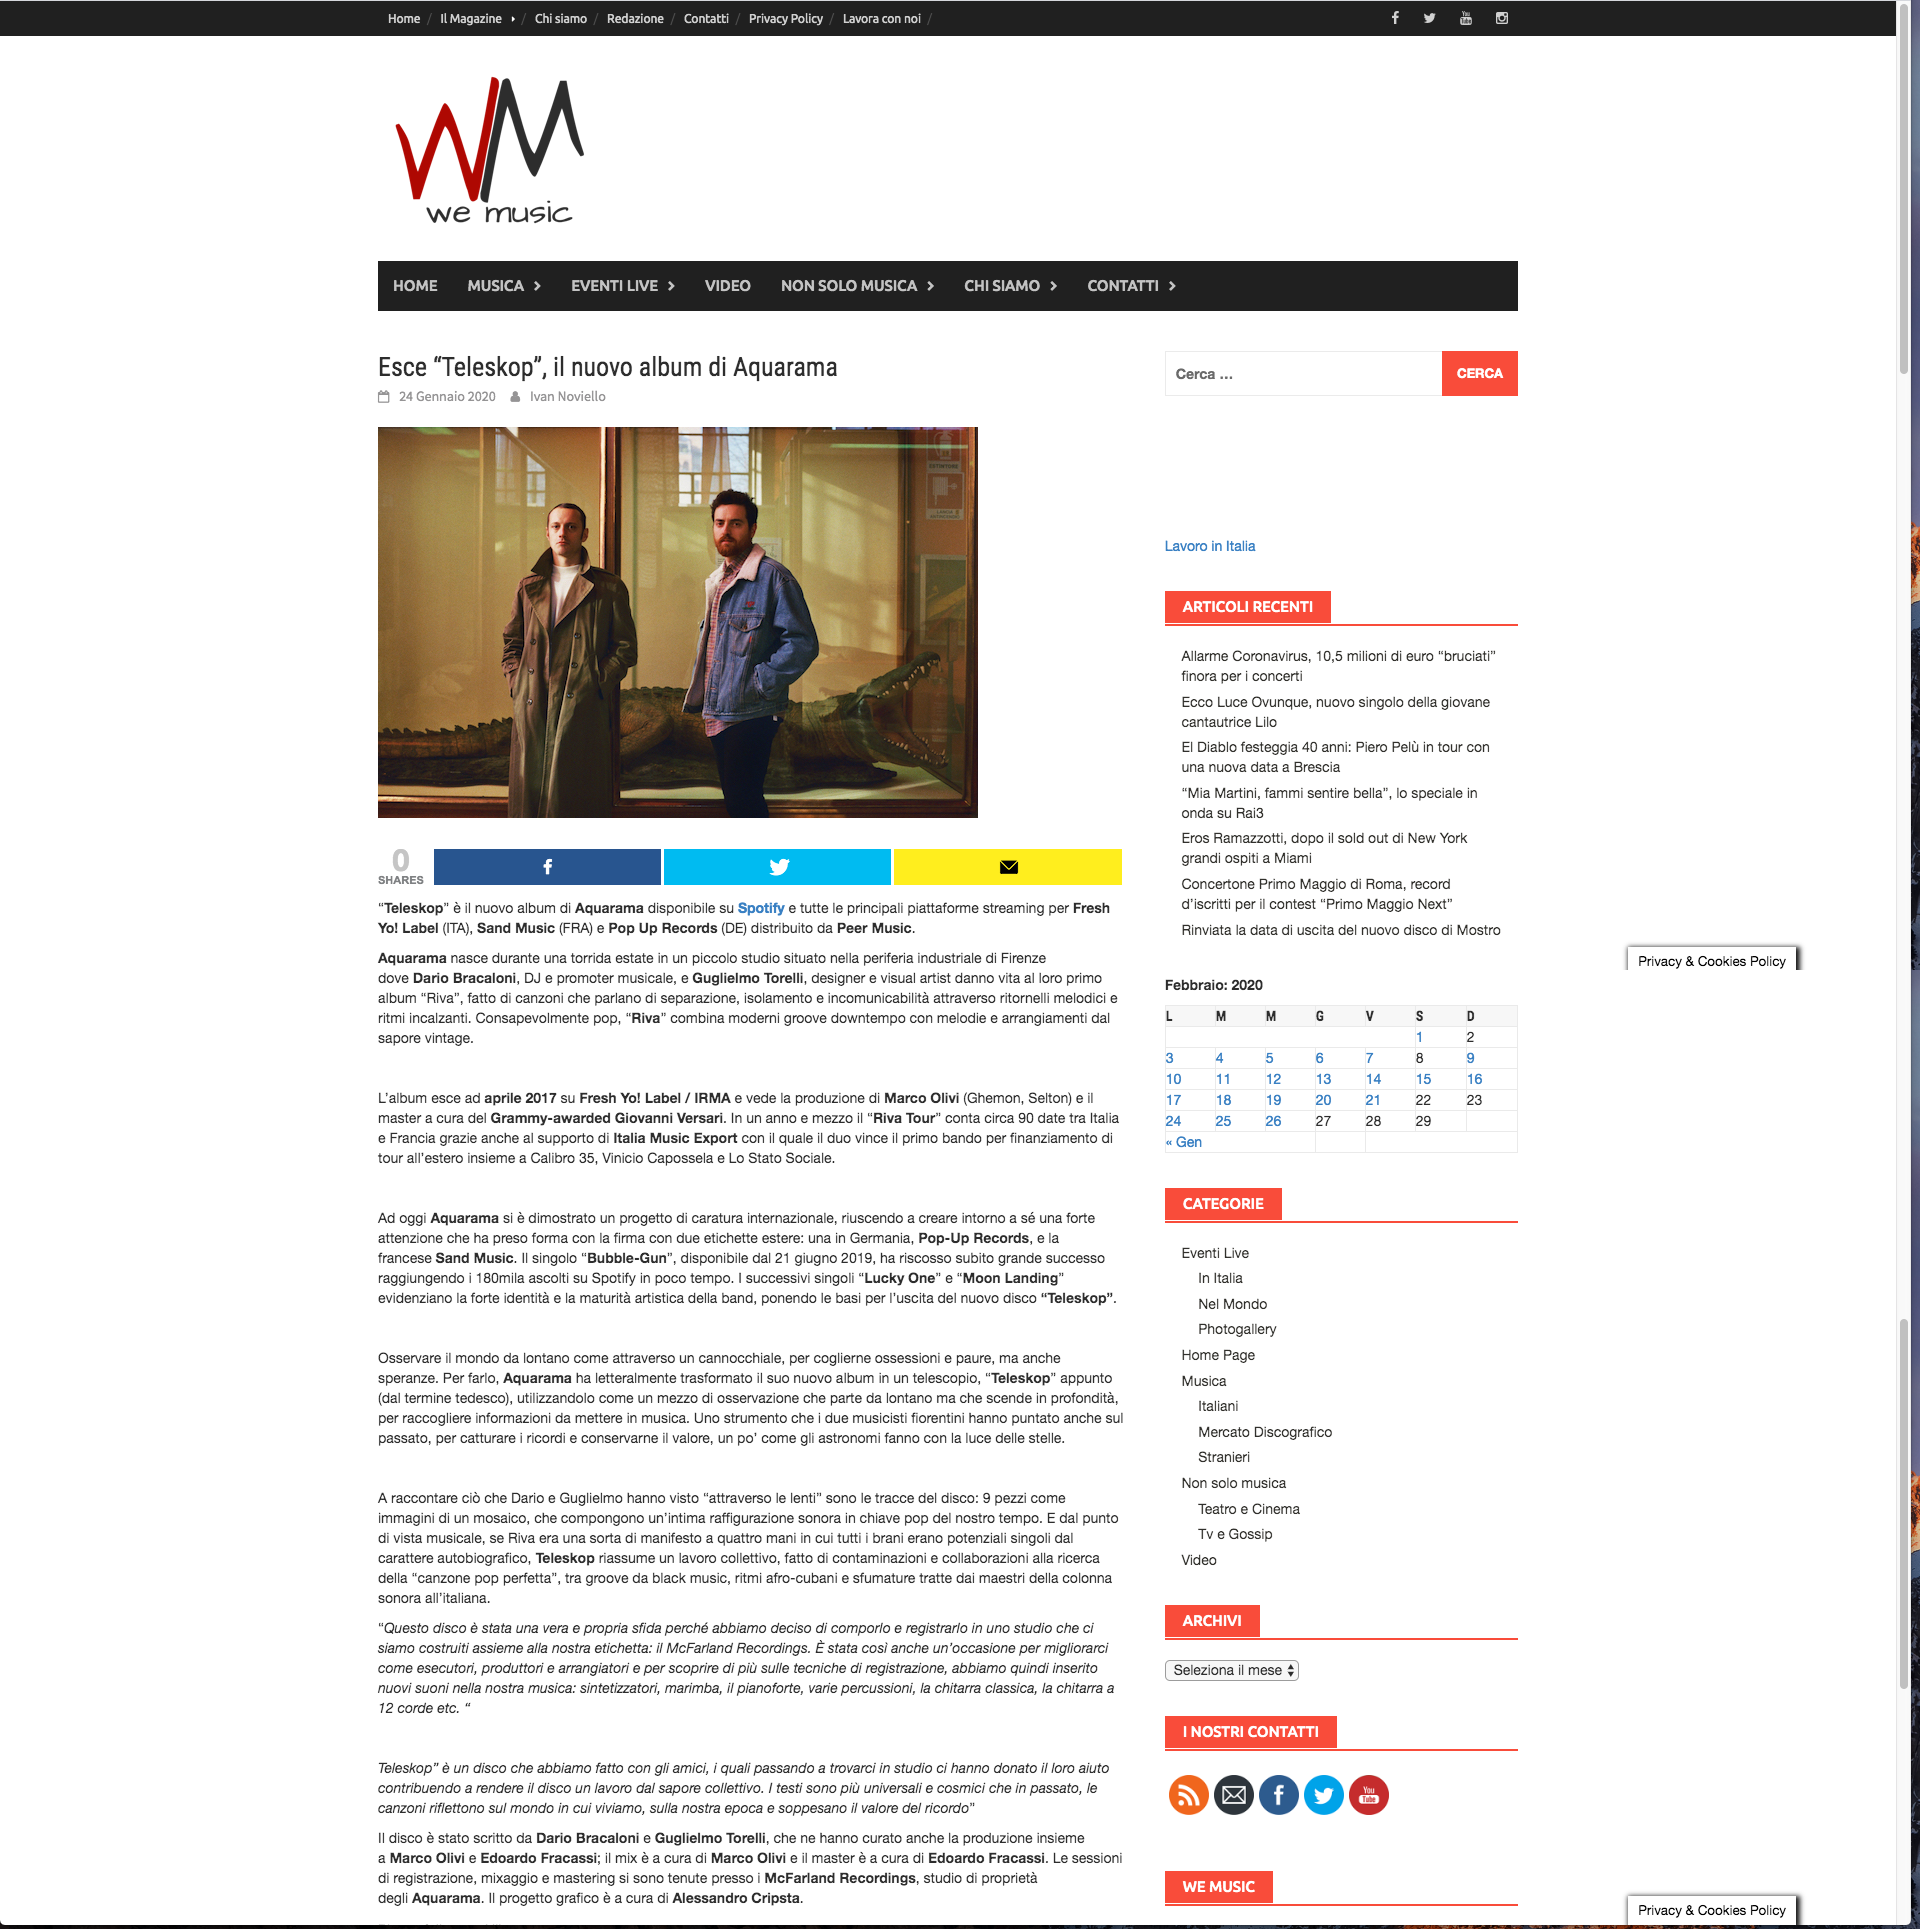 Home / Il Magazine / Chi siamo / Redazione / Contatti / Privacy Policy / Lavora con noi /
WM
we music
HOME MUSICA EVENTI LIVE VIDEO NON SOLO MUSICA CHI SIAMO CONTATTI
Esce “Teleskop”, il nuovo album di Aquarama
24 Gennaio 2020 Ivan Noviello
ESTINTORE
0
SHARES
“Teleskop” è il nuovo album di Aquarama disponibile su Spotify e tutte le principali piattaforme streaming per Fresh
Yo! Label (ITA), Sand Music (FRA) e Pop Up Records (DE) distribuito da Peer Music.
Aquarama nasce durante una torrida estate in un piccolo studio situato nella periferia industriale di Firenze
dove Dario Bracaloni, DJ e promoter musicale, e Guglielmo Torelli, designer e visual artist danno vita al loro primo
album “Riva”, fatto di canzoni che parlano di separazione, isolamento e incomunicabilità attraverso ritornelli melodici e
ritmi incalzanti. Consapevolmente pop, “Riva” combina moderni groove downtempo con melodie e arrangiamenti dal
sapore vintage.
L’album esce ad aprile 2017 su Fresh Yo! Label / IRMA e vede la produzione di Marco Olivi (Ghemon, Selton) e il
master a cura del Grammy-awarded Giovanni Versari. In un anno e mezzo il “Riva Tour” conta circa 90 date tra Italia
e Francia grazie anche al supporto di Italia Music Export con il quale il duo vince il primo bando per finanziamento di
tour all’estero insieme a Calibro 35, Vinicio Capossela e Lo Stato Sociale.
Ad oggi Aquarama si è dimostrato un progetto di caratura internazionale, riuscendo a creare intorno a sé una forte
attenzione che ha preso forma con la firma con due etichette estere: una in Germania, Pop-Up Records, e la
francese Sand Music. Il singolo “Bubble-Gun”, disponibile dal 21 giugno 2019, ha riscosso subito grande successo
raggiungendo i 180mila ascolti su Spotify in poco tempo. I successivi singoli “Lucky One” e “Moon Landing”
evidenziano la forte identità e la maturità artistica della band, ponendo le basi per l’uscita del nuovo disco “Teleskop”.
Osservare il mondo da lontano come attraverso un cannocchiale, per coglierne ossessioni e paure, ma anche
speranze. Per farlo, Aquarama ha letteralmente trasformato il suo nuovo album in un telescopio, “Teleskop” appunto
(dal termine tedesco), utilizzandolo come un mezzo di osservazione che parte da lontano ma che scende in profondità,
per raccogliere informazioni da mettere in musica. Uno strumento che i due musicisti fiorentini hanno puntato anche sul
passato, per catturare i ricordi e conservarne il valore, un po’ come gli astronomi fanno con la luce delle stelle.
A raccontare ciò che Dario e Guglielmo hanno visto “attraverso le lenti” sono le tracce del disco: 9 pezzi come
immagini di un mosaico, che compongono un’intima raffigurazione sonora in chiave pop del nostro tempo. E dal punto
di vista musicale, se Riva era una sorta di manifesto a quattro mani in cui tutti i brani erano potenziali singoli dal
carattere autobiografico, Teleskop riassume un lavoro collettivo, fatto di contaminazioni e collaborazioni alla ricerca
della “canzone pop perfetta”, tra groove da black music, ritmi afro-cubani e sfumature tratte dai maestri della colonna
sonora all’italiana.
“Questo disco è stata una vera e propria sfida perché abbiamo deciso di comporlo e registrarlo in uno studio che ci
siamo costruiti assieme alla nostra etichetta: il McFarland Recordings. È stata così anche un’occasione per migliorarci
come esecutori, produttori e arrangiatori e per scoprire di più sulle tecniche di registrazione, abbiamo quindi inserito
nuovi suoni nella nostra musica: sintetizzatori, marimba, il pianoforte, varie percussioni, la chitarra classica, la chitarra a
12 corde etc. “
Teleskop” è un disco che abbiamo fatto con gli amici, i quali passando a trovarci in studio ci hanno donato il loro aiuto
contribuendo a rendere il disco un lavoro dal sapore collettivo. I testi sono più universali e cosmici che in passato, le
canzoni riflettono sul mondo in cui viviamo, sulla nostra epoca e soppesano il valore del ricordo”
Il disco è stato scritto da Dario Bracaloni e Guglielmo Torelli, che ne hanno curato anche la produzione insieme
a Marco Olivi e Edoardo Fracassi; il mix è a cura di Marco Olivi e il master è a cura di Edoardo Fracassi. Le sessioni
di registrazione, mixaggio e mastering si sono tenute presso i McFarland Recordings, studio di proprietà
degli Aquarama. Il progetto grafico è a cura di Alessandro Cripsta.
Cerca ... CERCA
Lavoro in Italia
ARTICOLI RECENTI
Allarme Coronavirus, 10,5 milioni di euro “bruciati”
finora per i concerti
Ecco Luce Ovunque, nuovo singolo della giovane
cantautrice Lilo
El Diablo festeggia 40 anni: Piero Pelù in tour con
una nuova data a Brescia
“Mia Martini, fammi sentire bella”, lo speciale in
onda su Rai3
Eros Ramazzotti, dopo il sold out di New York
grandi ospiti a Miami
Concertone Primo Maggio di Roma, record
d’iscritti per il contest “Primo Maggio Next”
Rinviata la data di uscita del nuovo disco di Mostro
Privacy & Cookies Policy
Febbraio: 2020
L M M G V S D
1 2
3 4 5 6 7 8 9
10 11 12 13 14 15 16
17 18 19 20 21 22 23
24 25 26 27 28 29
« Gen
CATEGORIE
Eventi Live
In Italia
Nel Mondo
Photogallery
Home Page
Musica
Italiani
Mercato Discografico
Stranieri
Non solo musica
Teatro e Cinema
Tv e Gossip
Video
ARCHIVI
Seleziona il mese
I NOSTRI CONTATTI
You
Tube
WE MUSIC
Privacy & Cookies Policy